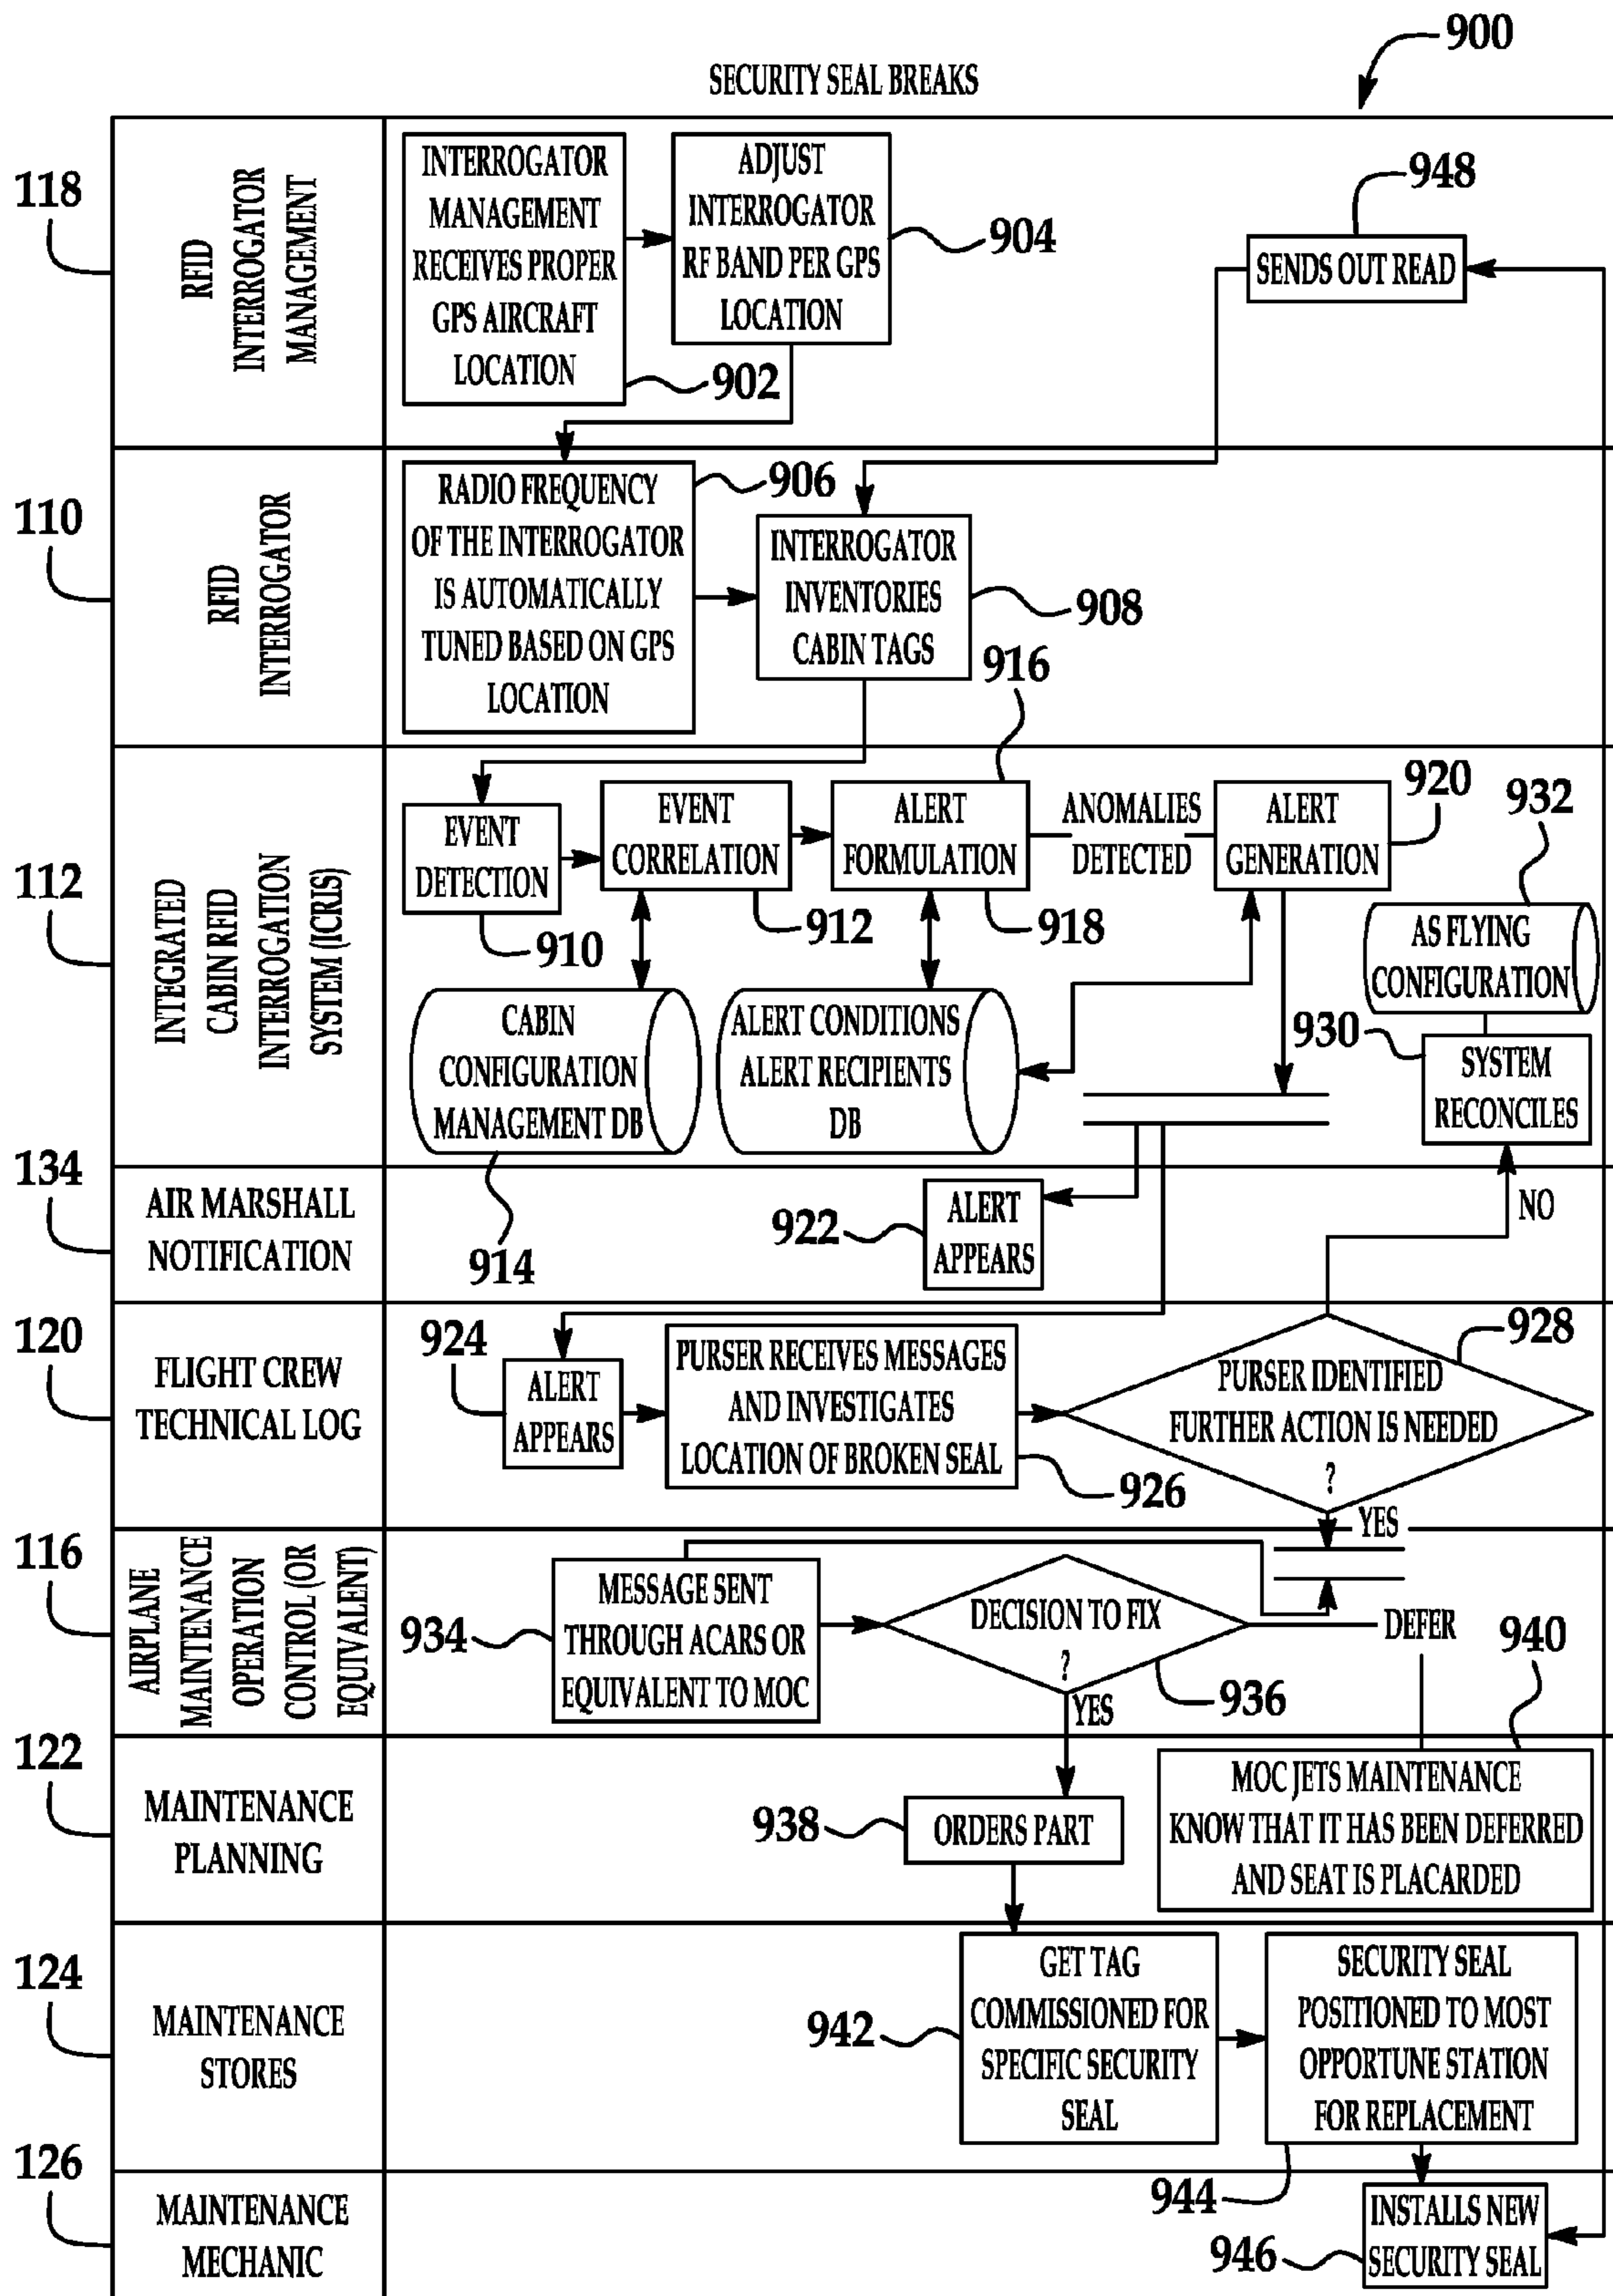 900
SECURITY SEAL BREAKS
118
RFID
INTERROGATOR
MANAGEMENT
INTERROGATOR
MANAGEMENT
RECEIVES PROPER
GPS AIRCRAFT
LOCATION
902
ADJUST
INTERROGATOR
RF BAND PER GPS
LOCATION
904
948
SENDS OUT READ
110
RFID
INTERROGATOR
RADIO FREQUENCY
OF THE INTERROGATOR
IS AUTOMATICALLY
TUNED BASED ON GPS
LOCATION
906
INTERROGATOR
INVENTORIES
CABIN TAGS
908
916
112
INTEGRATED
CABIN RFID
INTERROGATION
SYSTEM (ICRIS)
EVENT
DETECTION
910
EVENT
CORRELATION
912
ALERT
FORMULATION
918
ANOMALIES
DETECTED
ALERT
GENERATION
920
932
AS FLYING
CONFIGURATION
930
SYSTEM
RECONCILES
CABIN
CONFIGURATION
MANAGEMENT DB
914
ALERT CONDITIONS
ALERT RECIPIENTS
DB
134
AIR MARSHALL
NOTIFICATION
922
ALERT
APPEARS
NO
120
FLIGHT CREW
TECHNICAL LOG
924
ALERT
APPEARS
PURSER RECEIVES MESSAGES
AND INVESTIGATES
LOCATION OF BROKEN SEAL
926
PURSER IDENTIFIED
FURTHER ACTION IS NEEDED
?
928
YES
116
AIRPLANE
MAINTENANCE
OPERATION
CONTROL (OR
EQUIVALENT)
934
MESSAGE SENT
THROUGH ACARS OR
EQUIVALENT TO MOC
DECISION TO FIX
?
936
YES
DEFER
940
122
MAINTENANCE
PLANNING
938
ORDERS PART
MOC JETS MAINTENANCE
KNOW THAT IT HAS BEEN DEFERRED
AND SEAT IS PLACARDED
124
MAINTENANCE
STORES
942
GET TAG
COMMISSIONED FOR
SPECIFIC SECURITY
SEAL
SECURITY SEAL
POSITIONED TO MOST
OPPORTUNE STATION
FOR REPLACEMENT
944
126
MAINTENANCE
MECHANIC
946
INSTALLS NEW
SECURITY SEAL